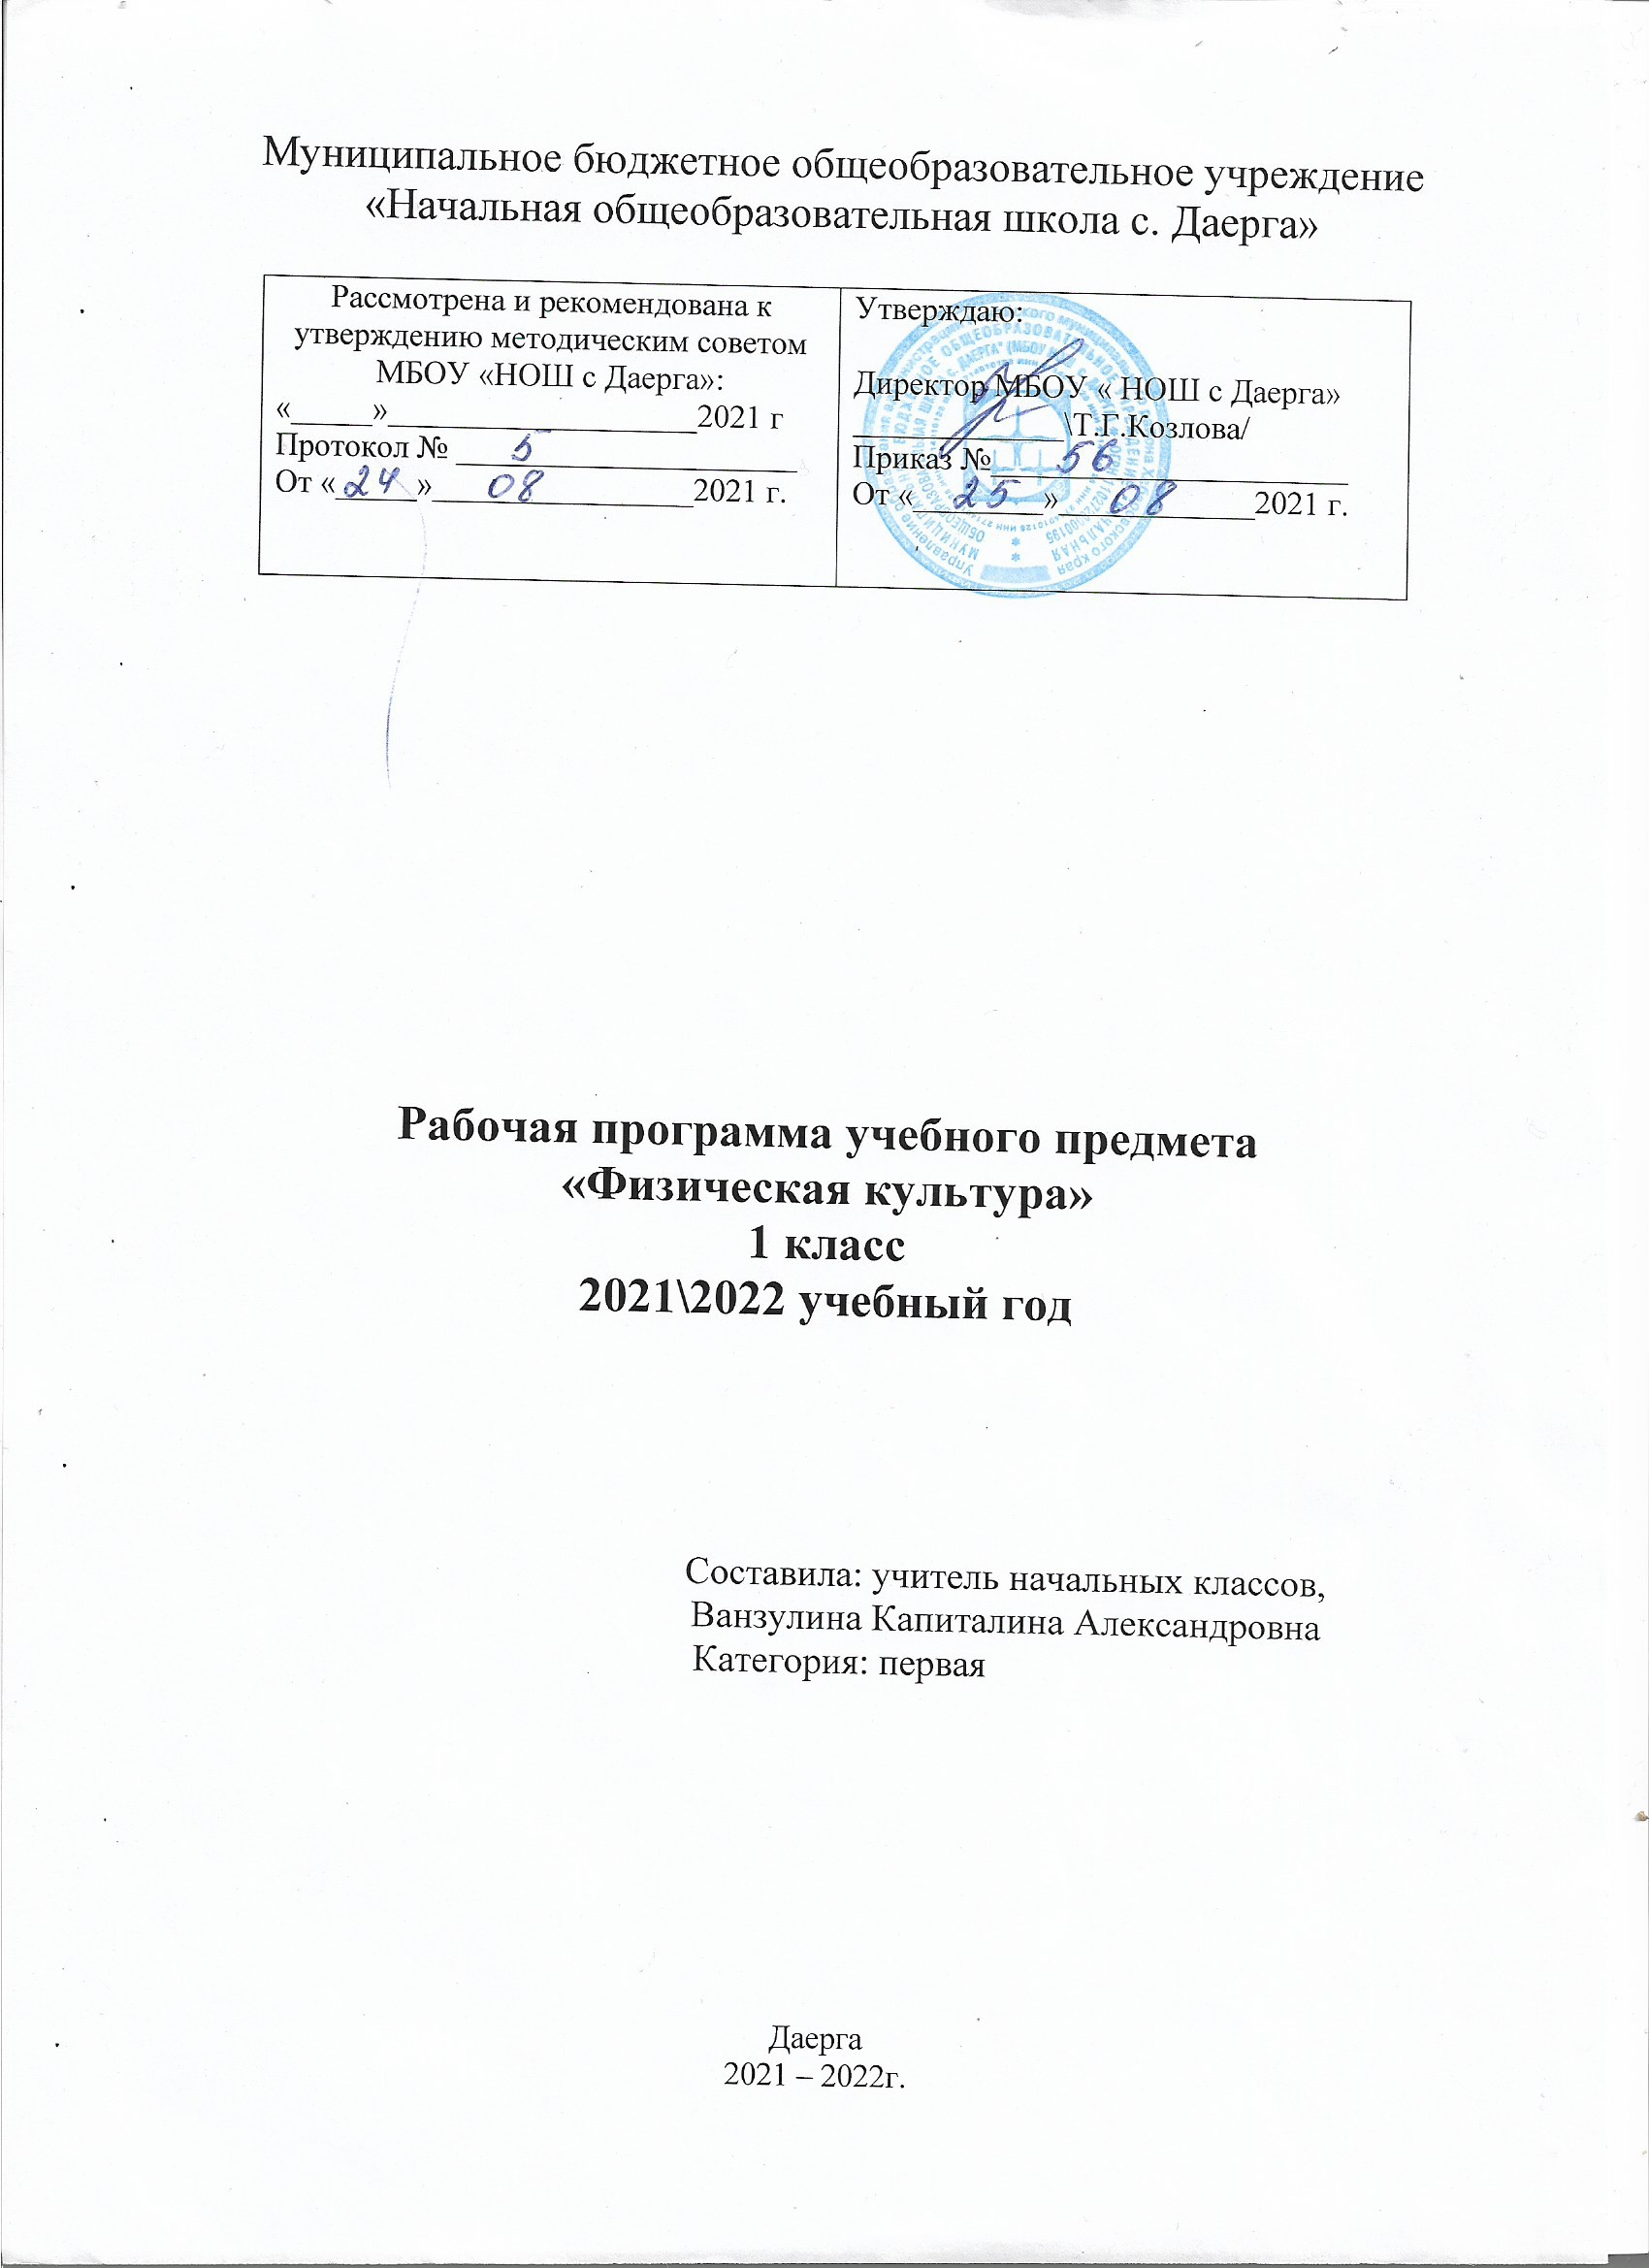 Муниципальное бюджетное общеобразовательное учреждение
«Начальная общеобразовательная школа с. Даерга»
Рассмотрена и рекомендована к
утверждению методическим советом
МБОУ «НОШ с Даерга»:
«_____»___________________2021 г
Протокол № 5
От «24»08 2021 г.
Утверждаю:
Директор МБОУ « НОШ с Даерга»
_____________\Т.Г.Козлова/
Приказ № 56
От «25»08 2021 г.
Рабочая программа учебного предмета
«Физическая культура»
1 класс
2021\2022 учебный год
Составила: учитель начальных классов,
Ванзулина Капиталина Александровна
Категория: первая
Даерга
2021 – 2022г.